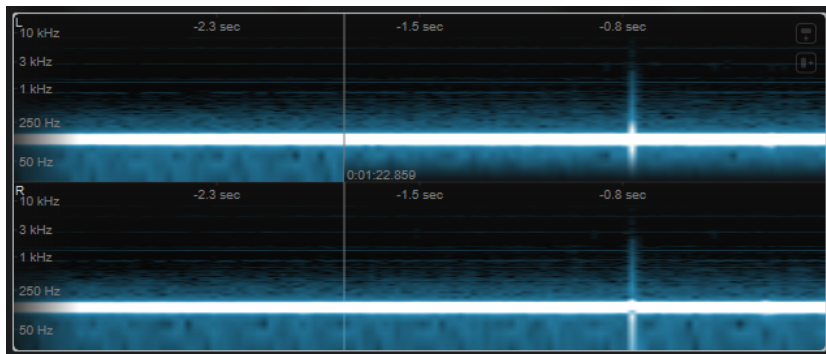 L
-2.3 sec -1.5 sec -0.8 sec
10 kHz
3 kHz
1 kHz
250 Hz
50 Hz
0:01:22.859
R
-2.3 sec -1.5 sec -0.8 sec
10 kHz
3 kHz
1 kHz
250 Hz
50 Hz